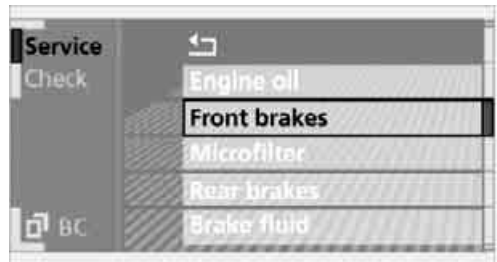 Service
Check
BC
Engine oil
Front brakes
Microfilter
Rear brakes
Brake fluid